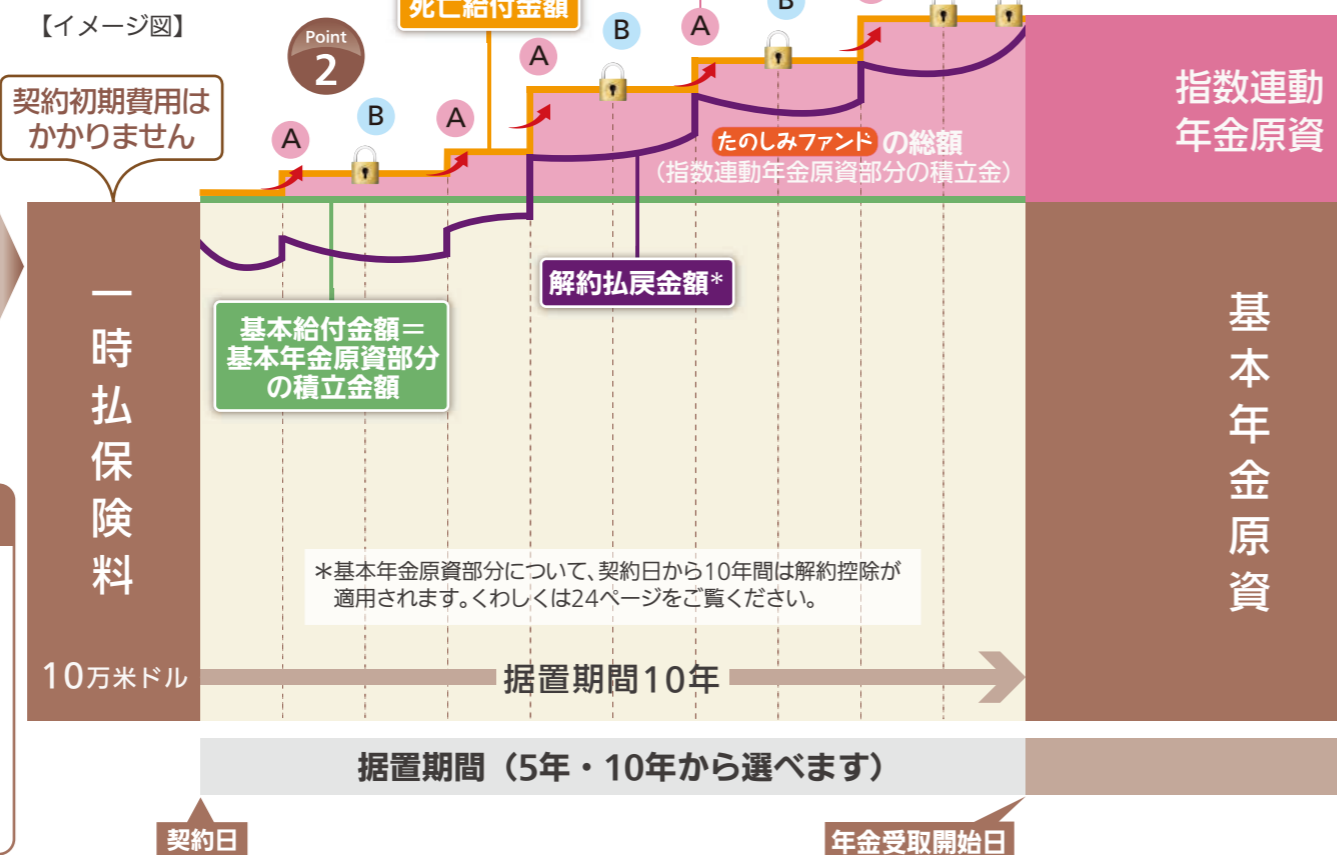 【イメージ図】
死亡給付金額
Point
2
契約初期費用は
かかりません
A
B
A
A
B
A
B
指数連動
年金原資
たのしみファンド の総額
(指数連動年金原資部分の積立金)
解約払戻金額*
基本給付金額=
基本年金原資部分
の積立金額
一時払保険料
基本年金原資
*基本年金原資部分について、契約日から10年間は解約控除が
適用されます。くわしくは24ページをご覧ください。
10万米ドル
据置期間10年
据置期間(5年・10年から選べます)
契約日
年金受取開始日